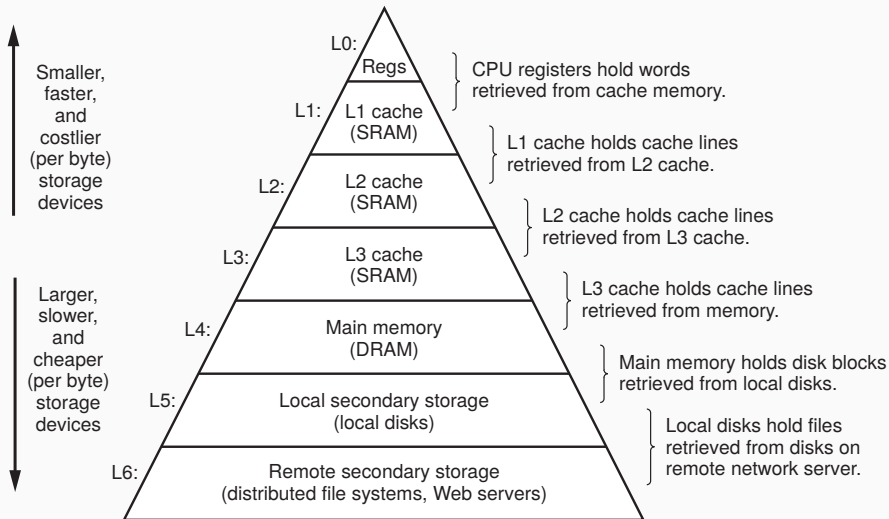 Smaller,
faster,
and
costlier
(per byte)
storage
devices
Larger,
slower,
and
cheaper
(per byte)
storage
devices
L0:
Regs
L1:
L1 cache
(SRAM)
L2:
L2 cache
(SRAM)
L3:
L3 cache
(SRAM)
L4:
Main memory
(DRAM)
L5:
Local secondary storage
(local disks)
L6:
Remote secondary storage
(distributed file systems, Web servers)
CPU registers hold words
retrieved from cache memory.
L1 cache holds cache lines
retrieved from L2 cache.
L2 cache holds cache lines
retrieved from L3 cache.
L3 cache holds cache lines
retrieved from memory.
Main memory holds disk blocks
retrieved from local disks.
Local disks hold files
retrieved from disks on
remote network server.